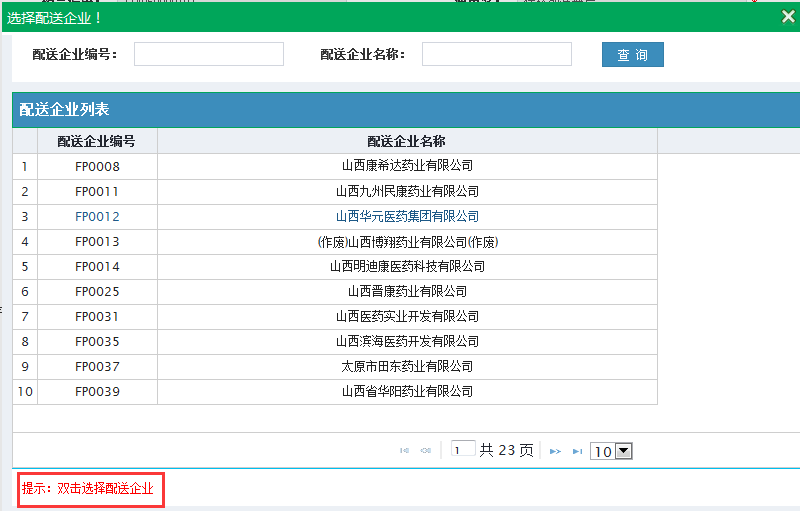 选择配送企业！
配送企业编号： 配送企业名称： 查 询
配送企业列表
配送企业编号 配送企业名称
1 FP0008 山西康希达药业有限公司
2 FP0011 山西九州民康药业有限公司
3 FP0012 山西华元医药集团有限公司
4 FP0013 (作废)山西博翔药业有限公司(作废)
5 FP0014 山西明迪康医药科技有限公司
6 FP0025 山西晋康药业有限公司
7 FP0031 山西医药实业开发有限公司
8 FP0035 山西滨海医药开发有限公司
9 FP0037 太原市田东药业有限公司
10 FP0039 山西省华阳药业有限公司
1 共 23 页 10
提示：双击选择配送企业